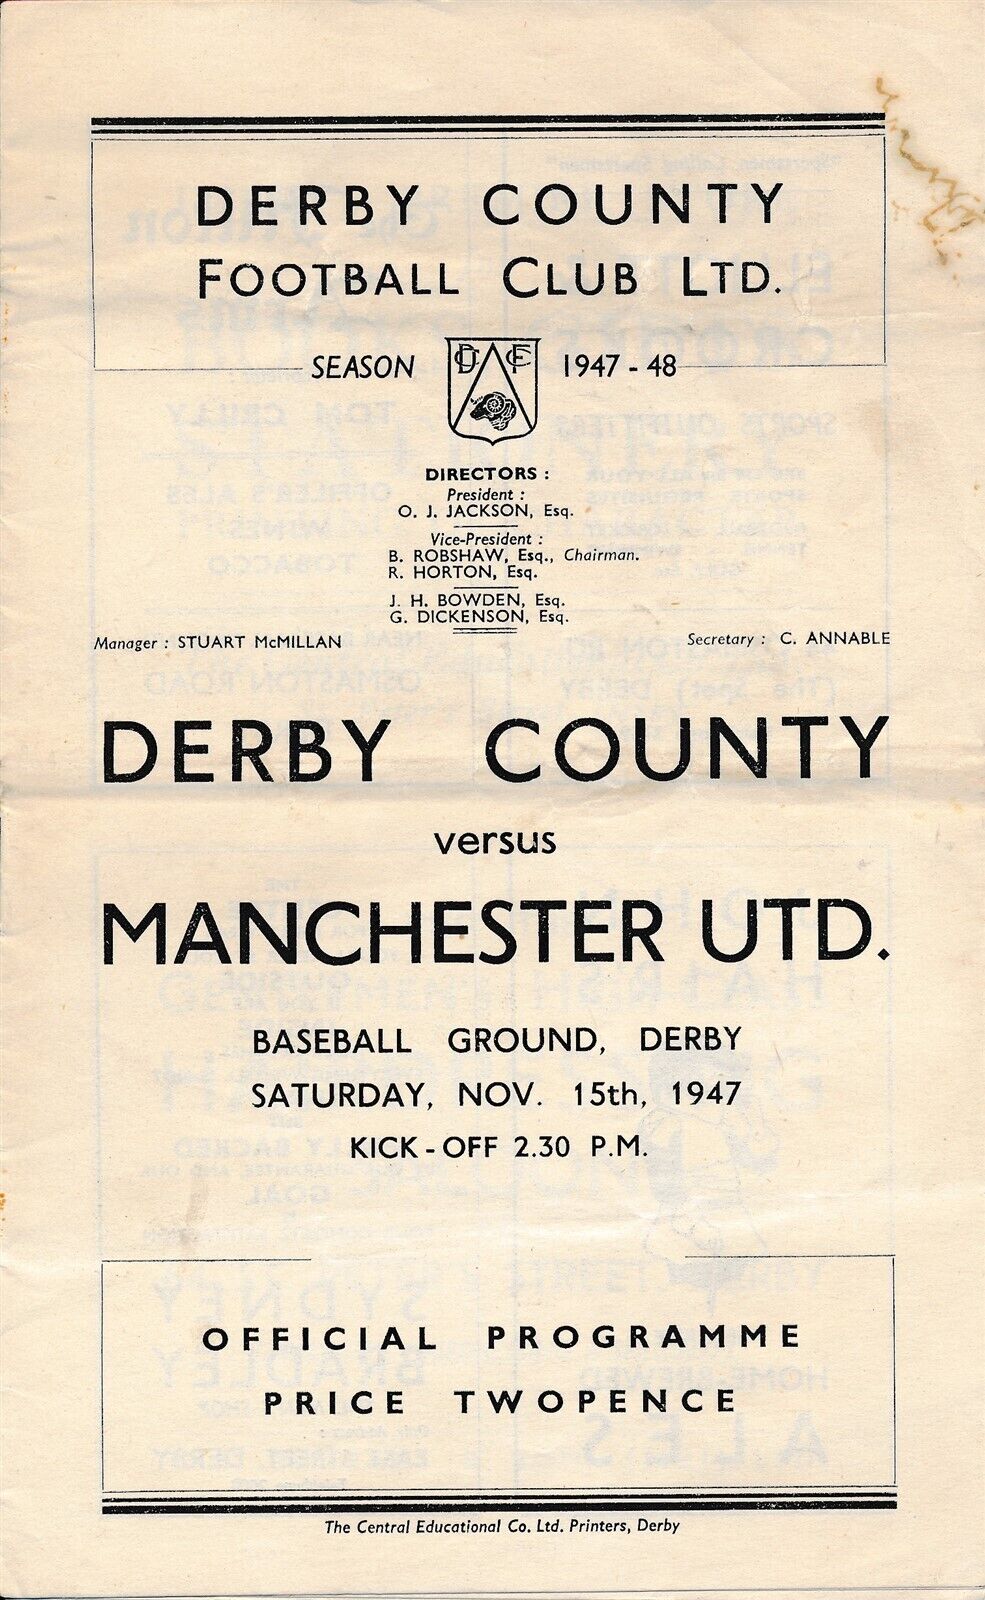 DERBY COUNTY
FOOTBALL CLUB LTD.
SEASON DCFC 1947 - 48
DIRECTORS :
President :
O. J. JACKSON, Esq.
Vice-President :
B. ROBSHAW, Esq., Chairman.
R. HORTON, Esq.
J. H. BOWDEN, Esq.
G. DICKENSON, Esq.
Manager : STUART McMILLAN Secretary : C. ANNABLE
DERBY COUNTY
versus
MANCHESTER UTD.
BASEBALL GROUND, DERBY
SATURDAY, NOV. 15th, 1947
KICK - OFF 2.30 P.M.
OFFICIAL PROGRAMME
PRICE TWOPENCE
The Central Educational Co. Ltd. Printers, Derby